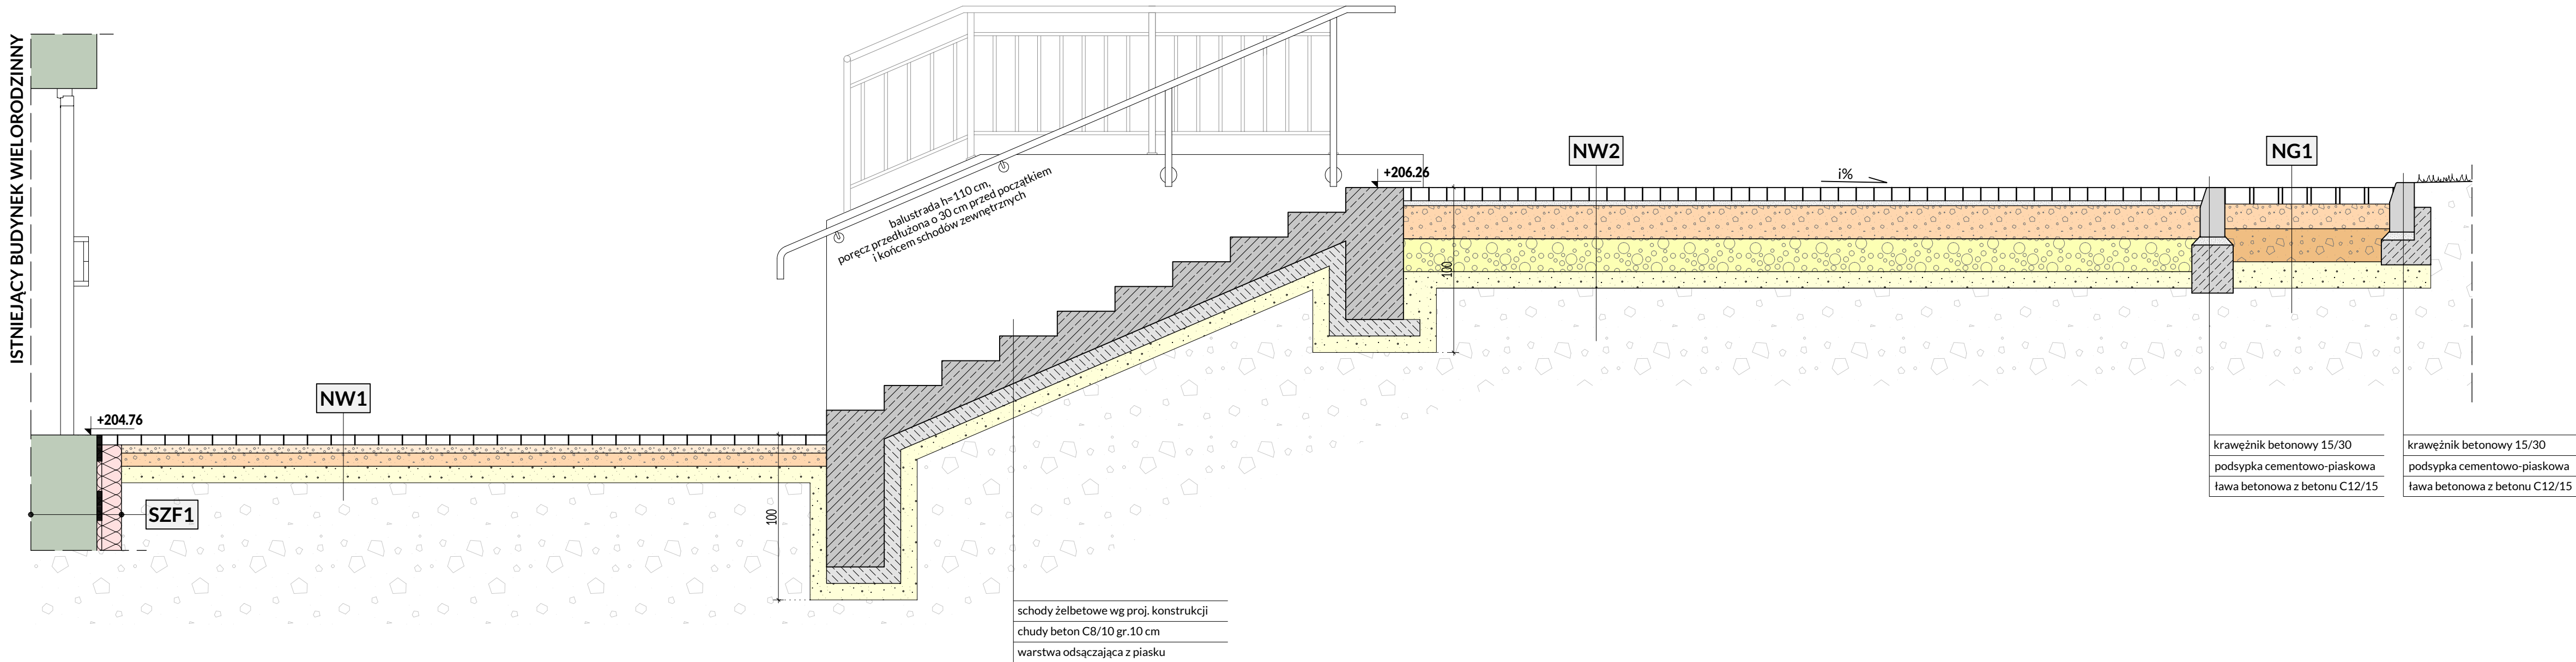 ISTNIEJĄCY BUDYNEK WIELORODZINNY
+204.76
NW1
SZF1
100
balustrada h=110 cm,
poręcz przedłużona o 30 cm przed początkiem
i końcem schodów zewnętrznych
schody żelbetowe wg proj. konstrukcji
chudy beton C8/10 gr.10 cm
warstwa odsączająca z piasku
+206.26
100
NW2
i%
NG1
krawężnik betonowy 15/30
podsypka cementowo-piaskowa
ława betonowa z betonu C12/15
krawężnik betonowy 15/30
podsypka cementowo-piaskowa
ława betonowa z betonu C12/15